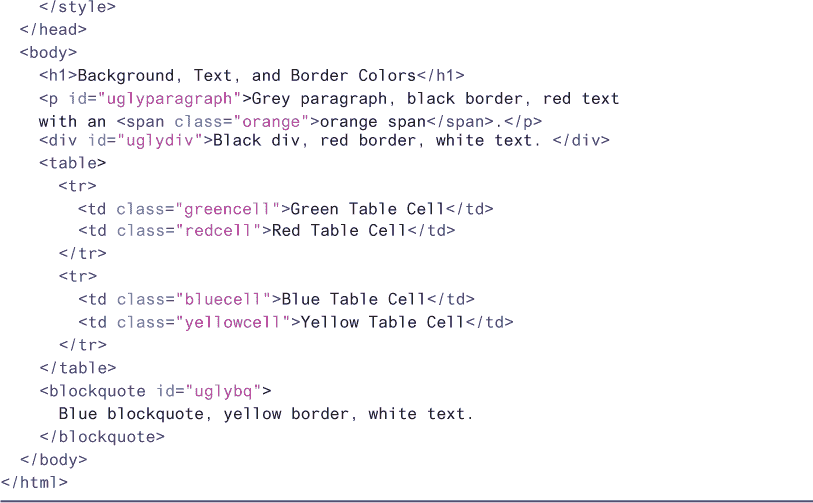 </style>
  </head>
  <body>
    <h1>Background, Text, and Border Colors</h1>
    <p id="uglyparagraph">Grey paragraph, black border, red text
    with an <span class="orange">orange span</span>.</p>
    <div id="uglydiv">Black div, red border, white text. </div>
    <table>
      <tr>
        <td class="greencell">Green Table Cell</td>
        <td class="redcell">Red Table Cell</td>
      </tr>
      <tr>
        <td class="bluecell">Blue Table Cell</td>
        <td class="yellowcell">Yellow Table Cell</td>
      </tr>
    </table>
    <blockquote id="uglybq">
      Blue blockquote, yellow border, white text.
    </blockquote>
  </body>
</html>